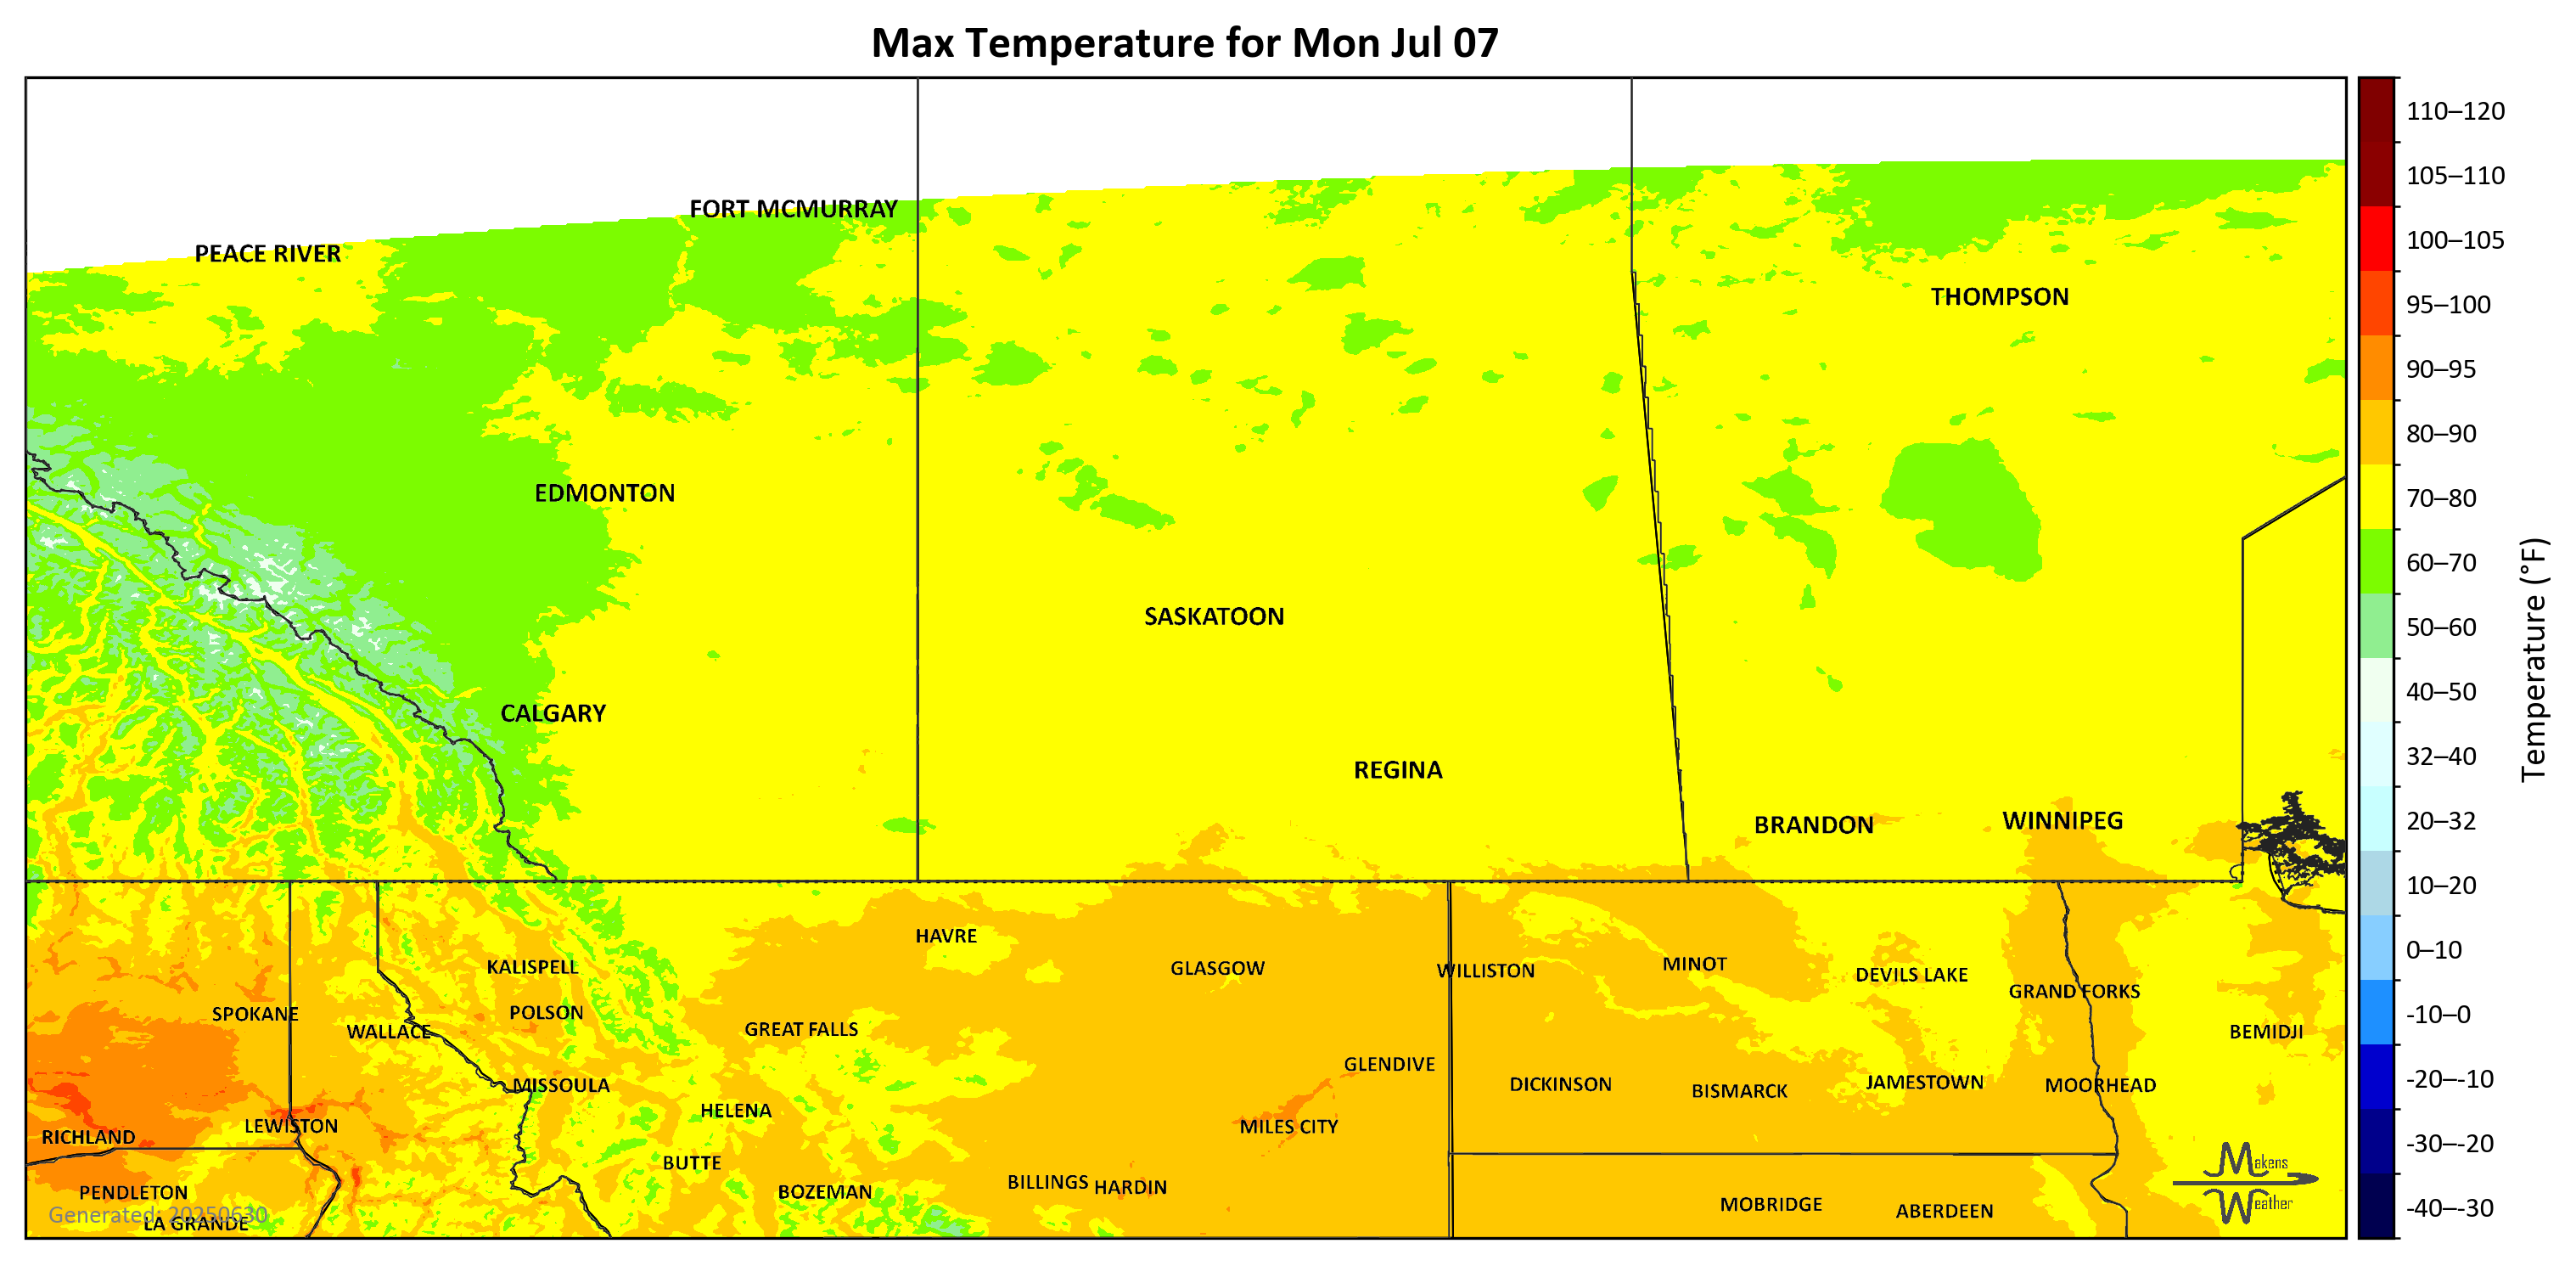 Max Temperature for Mon Jul 07
FORT MCMURRAY
PEACE RIVER
THOMPSON
EDMONTON
SASKATOON
CALGARY
REGINA
BRANDON
WINNIPEG
HAVRE
KALISPELL
GLASGOW
WILLISTON
MINOT
DEVILS LAKE
GRAND FORKS
SPOKANE
POLSON
WALLACE
GREAT FALLS
BEMIDJI
GLENDIVE
MISSOULA
DICKINSON
BISMARCK
JAMESTOWN
MOORHEAD
HELENA
LEWISTON
MILES CITY
RICHLAND
BUTTE
BILLINGS
HARDIN
PENDLETON
BOZEMAN
MOBRIDGE
ABERDEEN
LA GRANDE
Generated: 20250630
Makens
Weather
110–120
105–110
100–105
95–100
90–95
80–90
70–80
60–70
50–60
40–50
32–40
20–32
10–20
0–10
-10–0
-20–-10
-30–-20
-40–-30
Temperature (°F)